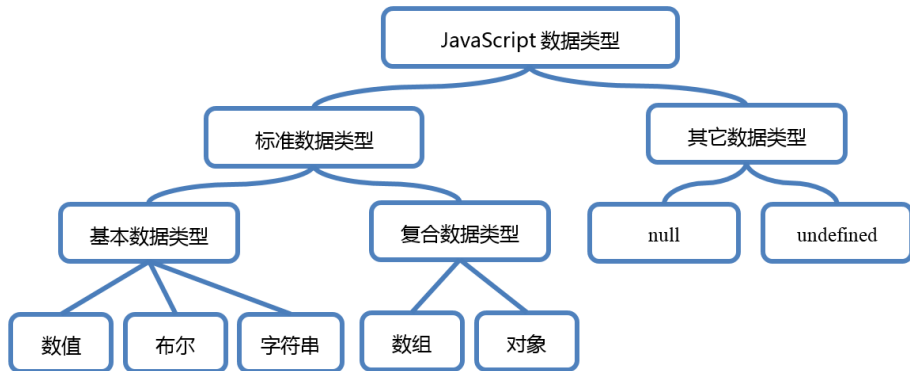 JavaScript 数据类型
标准数据类型
其它数据类型
基本数据类型
复合数据类型
null
undefined
数值
布尔
字符串
数组
对象